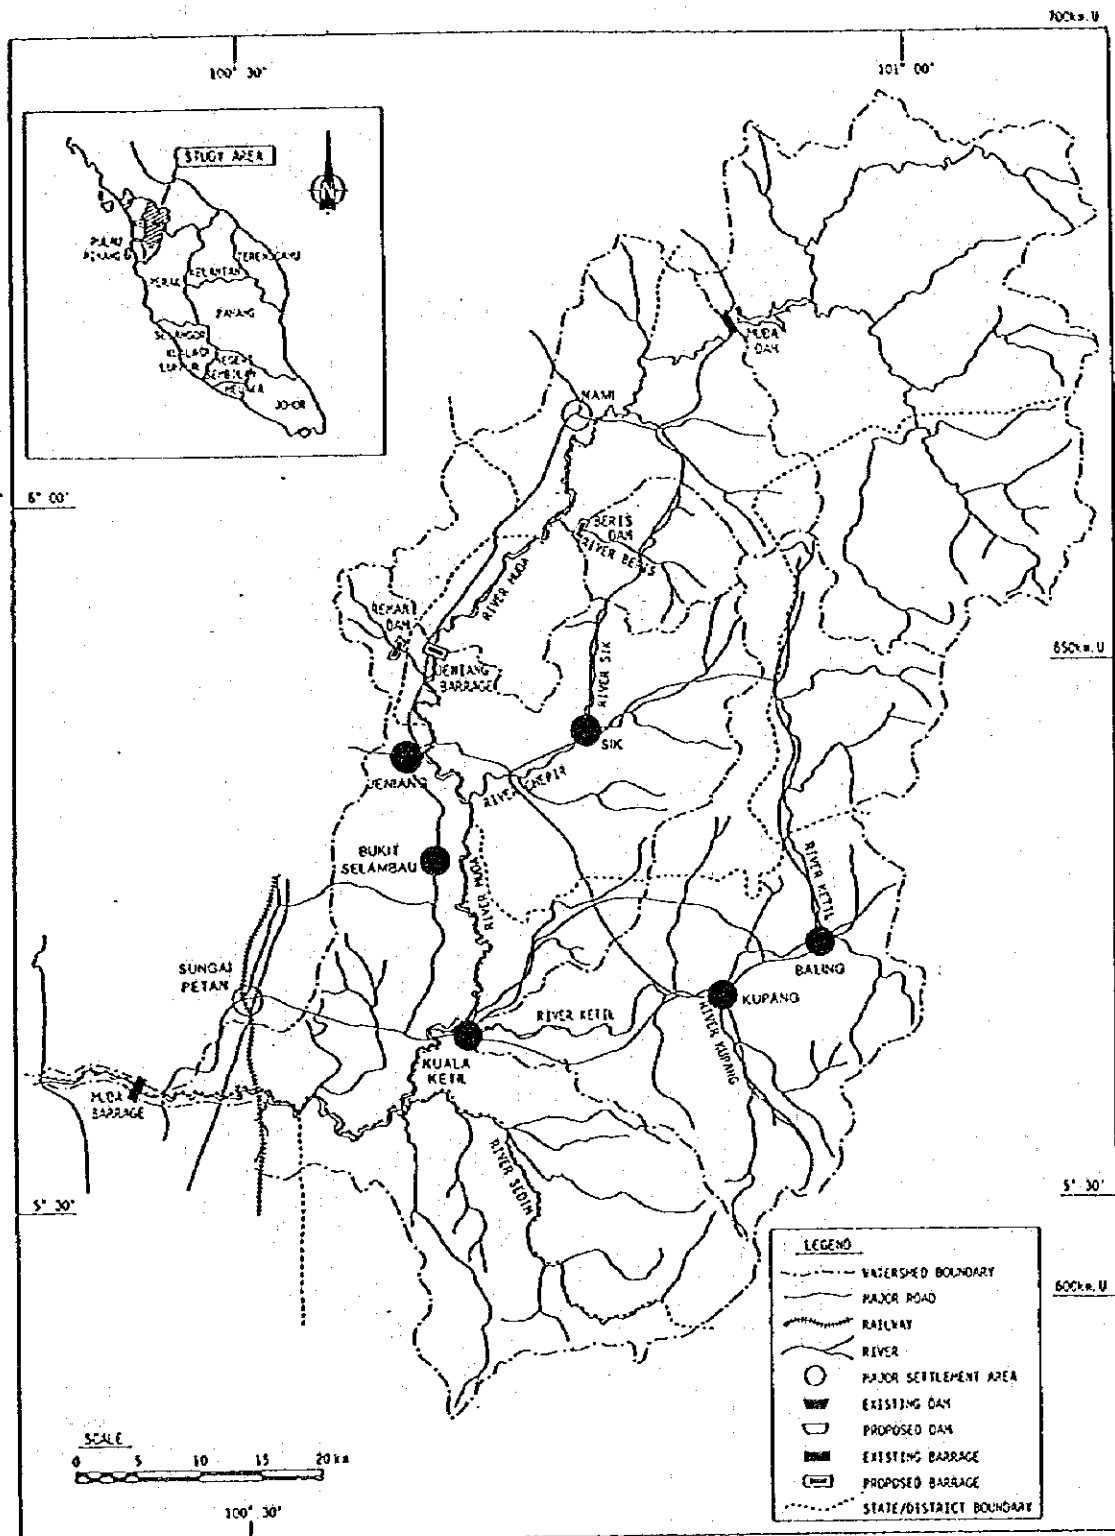 700km.N
100° 30'
101° 00'
STUDY AREA
N
PULAU
PINANG
PERAK
KELANTAN
TERENGGANU
PAHANG
SELANGOR
KUALA
LUMPUR
NEGERI
SEMBILAN
MELAKA
JOHOR
MUDA
DAM
NAMI
6° 00'
BERIS
DAM
RIVER BERIS
RIVER MUDA
REMAN
DAM
JENIANG
BARRAGE
RIVER SIK
650km.N
SIK
JENIANG
RIVER CHEPIR
BUKIT
SELAMBAU
RIVER MUDA
RIVER KETIL
BALING
SUNGAI
PETANI
KUPANG
RIVER KETIL
RIVER KUPANG
KUALA
KETIL
MUDA
BARRAGE
RIVER SEDIM
5° 30'
5° 30'
600km.N
LEGEND
WATERSHED BOUNDARY
MAJOR ROAD
RAILWAY
RIVER
MAJOR SETTLEMENT AREA
EXISTING DAM
PROPOSED DAM
EXISTING BARRAGE
PROPOSED BARRAGE
STATE/DISTRICT BOUNDARY
SCALE
0 5 10 15 20 km
100° 30'